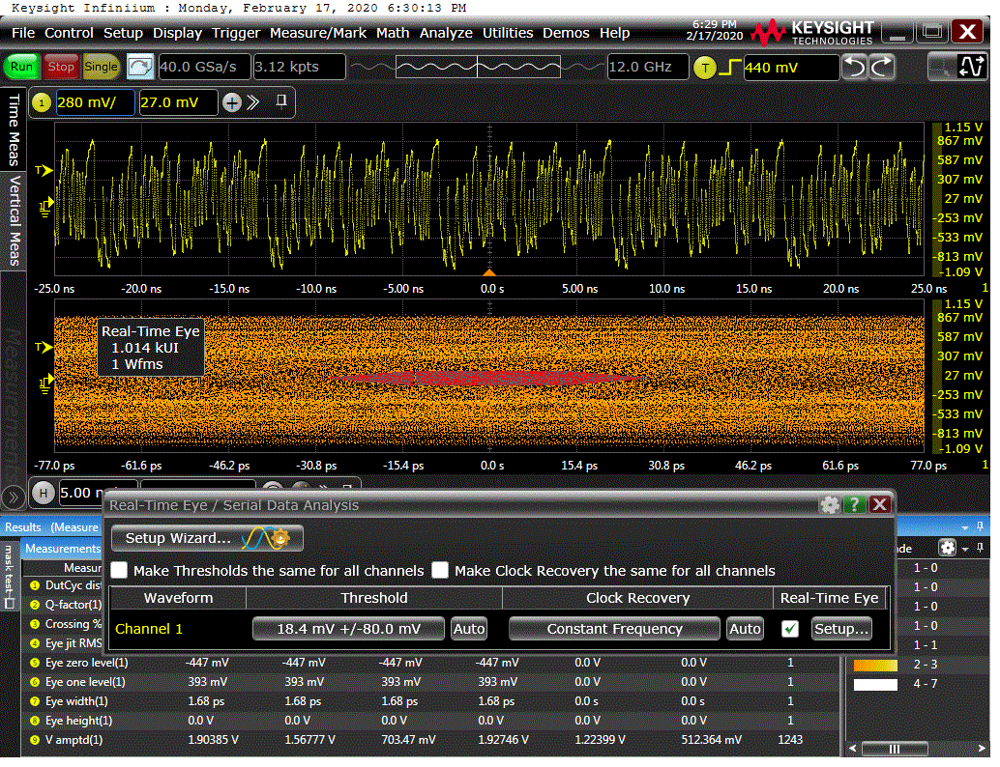 Keysight Infiniium : Monday, February 17, 2020 6:30:13 PM
File Control Setup Display Trigger Measure/Mark Math Analyze Utilities Demos Help
6:29 PM
2/17/2020
KEYSIGHT
TECHNOLOGIES
Run Stop Single 40.0 GSa/s 3.12 kpts 12.0 GHz T 440 mV
1 280 mV/ 27.0 mV
Time Meas
Vertical Meas
Measurements
1.15 V
867 mV
587 mV
307 mV
27 mV
-253 mV
-533 mV
-813 mV
-1.09 V
T
1
-25.0 ns -20.0 ns -15.0 ns -10.0 ns -5.00 ns 0.0 s 5.00 ns 10.0 ns 15.0 ns 20.0 ns 25.0 ns 1
Real-Time Eye
1.014 kUI
1 Wfms
1.15 V
867 mV
587 mV
307 mV
27 mV
-253 mV
-533 mV
-813 mV
-1.09 V
T
1
-77.0 ps -61.6 ps -46.2 ps -30.8 ps -15.4 ps 0.0 s 15.4 ps 30.8 ps 46.2 ps 61.6 ps 77.0 ps 1
H 5.00 n
Real-Time Eye / Serial Data Analysis
Setup Wizard...
Make Thresholds the same for all channels Make Clock Recovery the same for all channels
Waveform Threshold Clock Recovery Real-Time Eye
Channel 1 18.4 mV +/-80.0 mV Auto Constant Frequency Auto Setup...
Results (Measure
mask test
Measurements
Measur
1 DutCyc dist
2 Q-factor(1)
3 Crossing %
4 Eye jit RMS
5 Eye zero level(1) -447 mV -447 mV -447 mV -447 mV 0.0 V 0.0 V 1
6 Eye one level(1) 393 mV 393 mV 393 mV 393 mV 0.0 V 0.0 V 1
7 Eye width(1) 1.68 ps 1.68 ps 1.68 ps 1.68 ps 0.0 s 0.0 s 1
8 Eye height(1) 0.0 V 0.0 V 0.0 V 0.0 V 0.0 V 0.0 V 1
9 V amptd(1) 1.90385 V 1.56777 V 703.47 mV 1.92746 V 1.22399 V 512.364 mV 1243
de
1 - 0
1 - 0
1 - 0
1 - 0
1 - 1
2 - 3
4 - 7